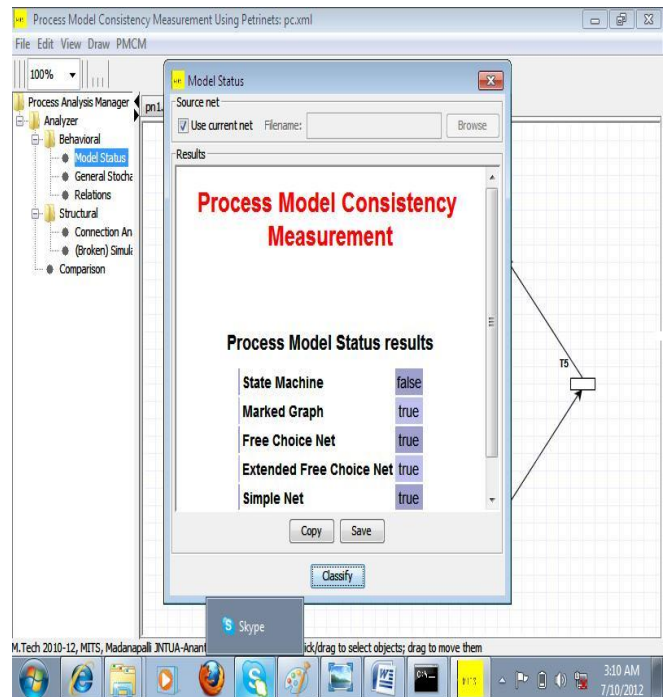 Process Model Consistency Measurement Using Petrinets: pc.xml
File Edit View Draw PMCM
100%
Process Analysis Manager
Analyzer
Behavioral
Model Status
General Stocha
Relations
Structural
Connection An
(Broken) Simula
Comparison
pn1.
Model Status
Source net
Use current net Filename: Browse
Results
Process Model Consistency
Measurement
Process Model Status results
State Machine false
Marked Graph true
Free Choice Net true
Extended Free Choice Net true
Simple Net true
Copy Save
Classify
T5
Skype
M.Tech 2010-12, MITS, Madanapalli JNTUA-Anant ick/drag to select objects; drag to move them
3:10 AM
7/10/2012